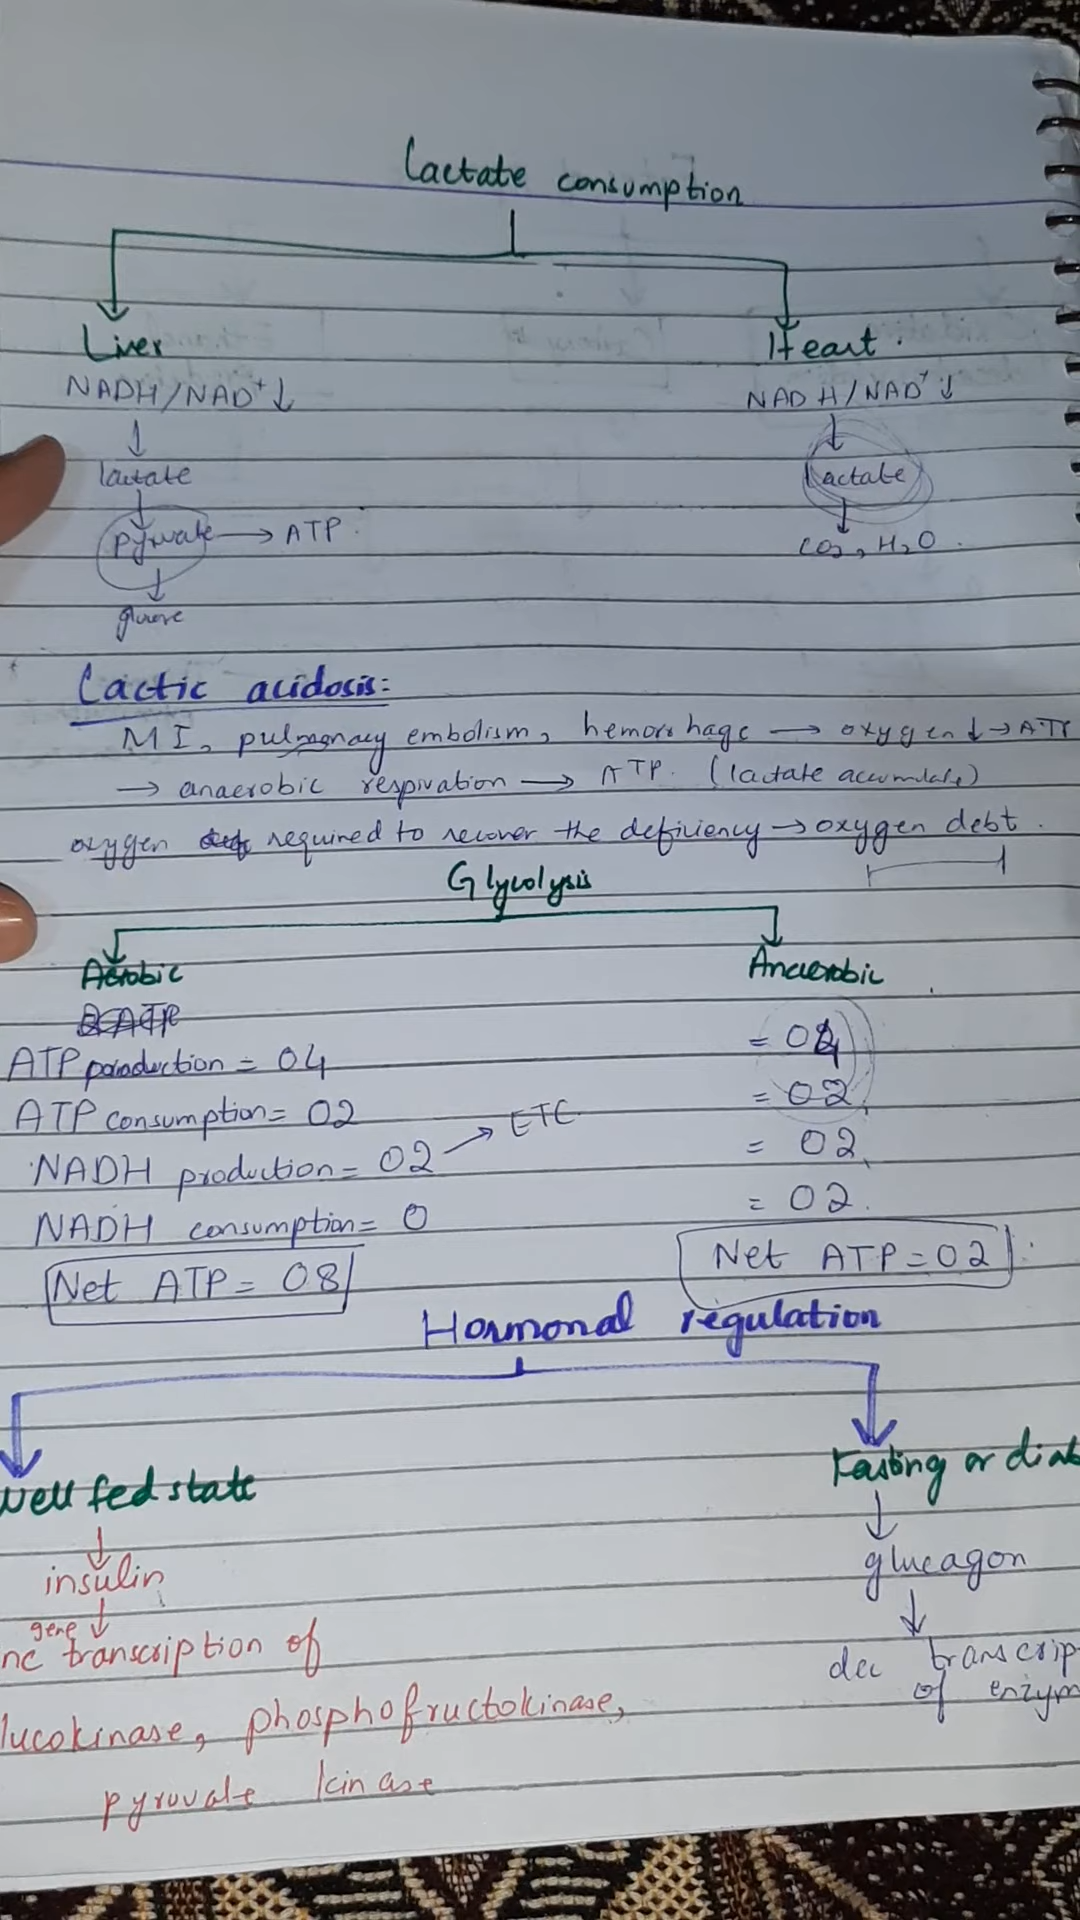 Lactate consumption
Liver
Heart.
NADH/NAD⁺ ↓
NADH/NAD⁺ ↓
lactate
Lactate
Pyruvate → ATP.
CO2, H2O.
Lactic acidosis:
MI, pulmonacy embolism, hemorrhage → oxygen ↓ → ATP
→ anaerobic respiration → ATP. (lactate accumulate)
oxygen required to recover the deficiency → oxygen debt.
Glycolysis
Aerobic
Anaerobic
ATP production = 04
= 04
ATP consumption = 02
= 02
NADH production = 02 → ETC
= 02
NADH consumption = 0
= 02.
Net ATP = 08
Net ATP = 02
Hormonal regulation
Well fed state
Fasting or diab
insulin
glucagon
gene
nc transcription of
dec transcrip
of enzym
lucokinase, phosphofructokinase,
pyruvate kinase